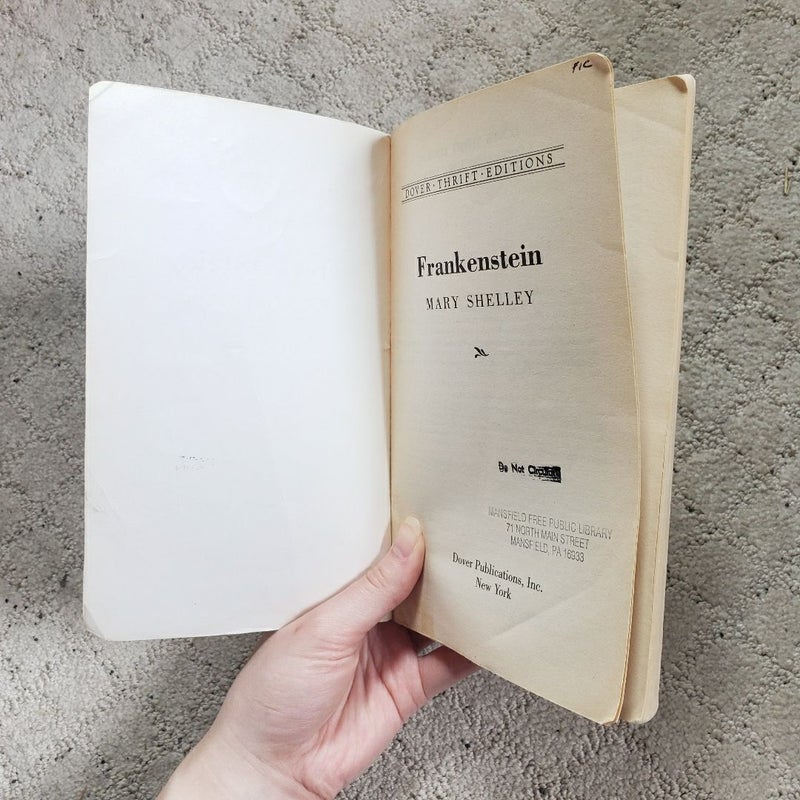 FIC
DOVER · THRIFT · EDITIONS
Frankenstein
MARY SHELLEY
Do Not
MANSFIELD FREE PUBLIC LIBRARY
71 NORTH MAIN STREET
MANSFIELD, PA 16933
Dover Publications, Inc.
New York